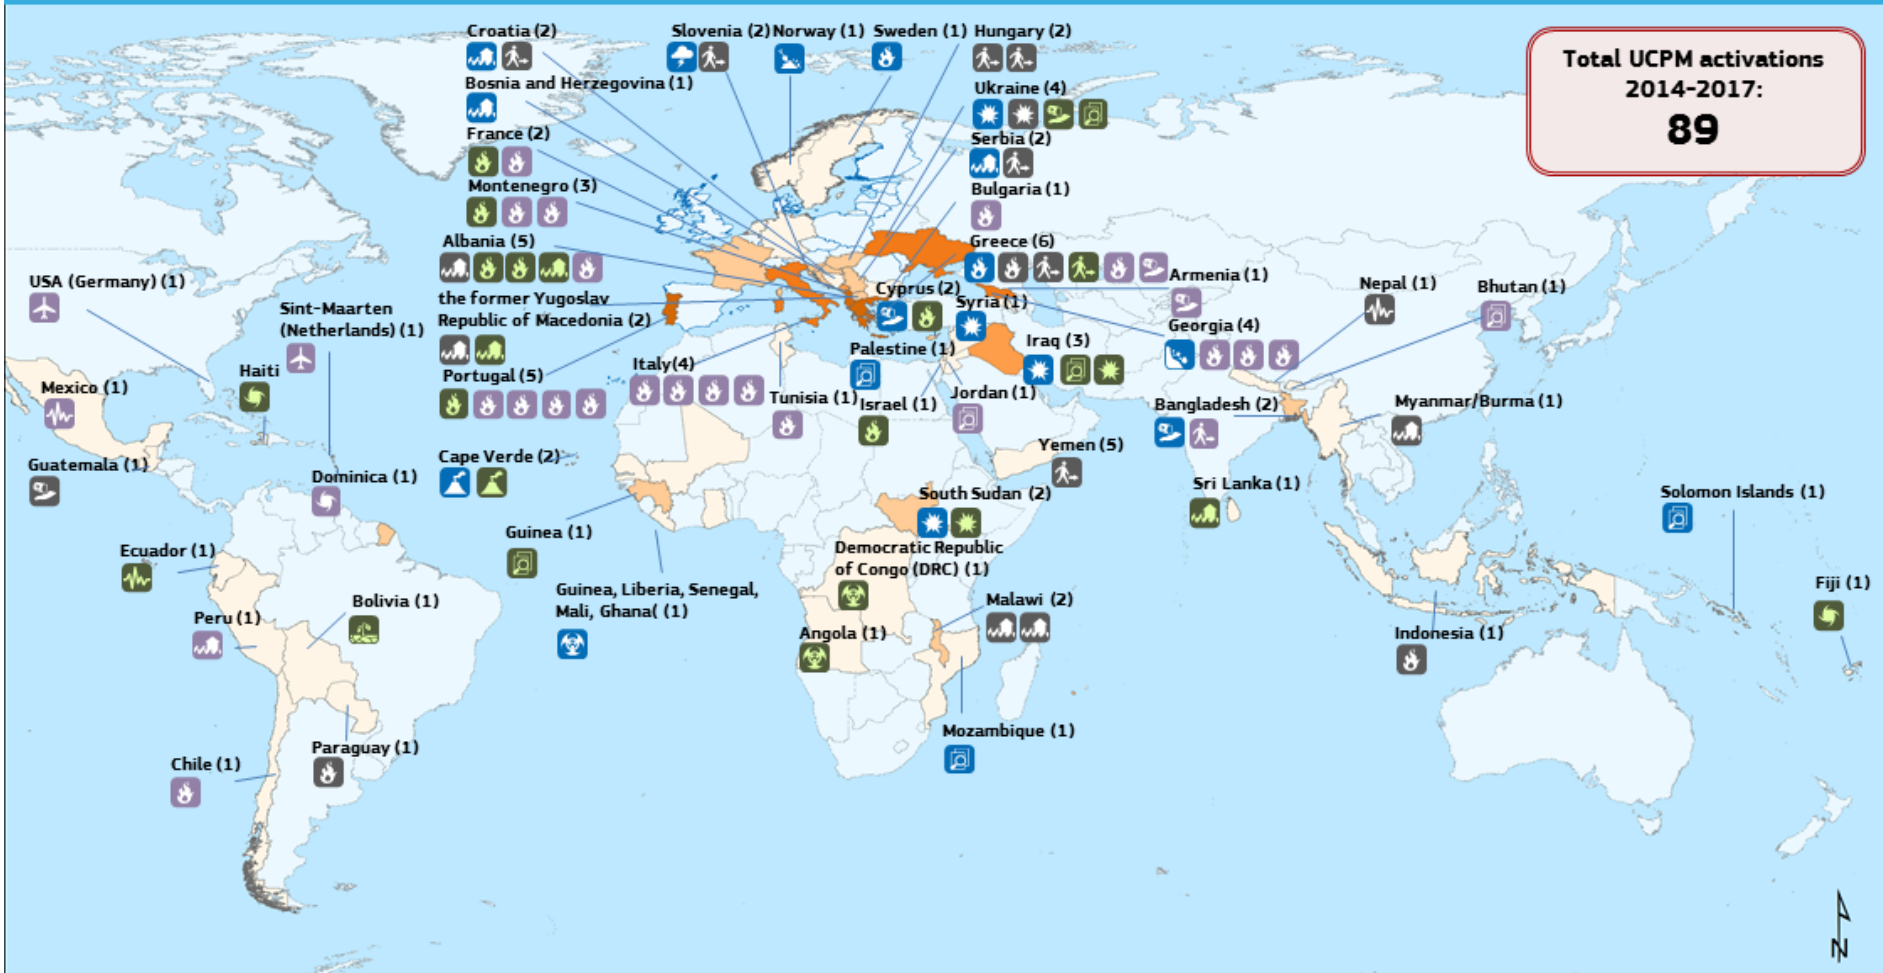 Total UCPM activations
2014-2017:
89
Croatia (2)
Slovenia (2)
Norway (1)
Sweden (1)
Hungary (2)
Bosnia and Herzegovina (1)
Ukraine (4)
France (2)
Serbia (2)
Montenegro (3)
Bulgaria (1)
Albania (5)
Greece (6)
the former Yugoslav
Republic of Macedonia (2)
USA (Germany) (1)
Sint-Maarten
(Netherlands) (1)
Cyprus (2)
Syria (1)
Armenia (1)
Nepal (1)
Bhutan (1)
Georgia (4)
Iraq (3)
Palestine (1)
Italy(4)
Portugal (5)
Haiti
Mexico (1)
Tunisia (1)
Israel (1)
Jordan (1)
Bangladesh (2)
Myanmar/Burma (1)
Yemen (5)
Cape Verde (2)
Guatemala (1)
Dominica (1)
South Sudan (2)
Sri Lanka (1)
Solomon Islands (1)
Guinea (1)
Democratic Republic
of Congo (DRC) (1)
Ecuador (1)
Guinea, Liberia, Senegal,
Mali, Ghana( (1)
Malawi (2)
Fiji (1)
Bolivia (1)
Peru (1)
Angola (1)
Indonesia (1)
Mozambique (1)
Paraguay (1)
Chile (1)
N